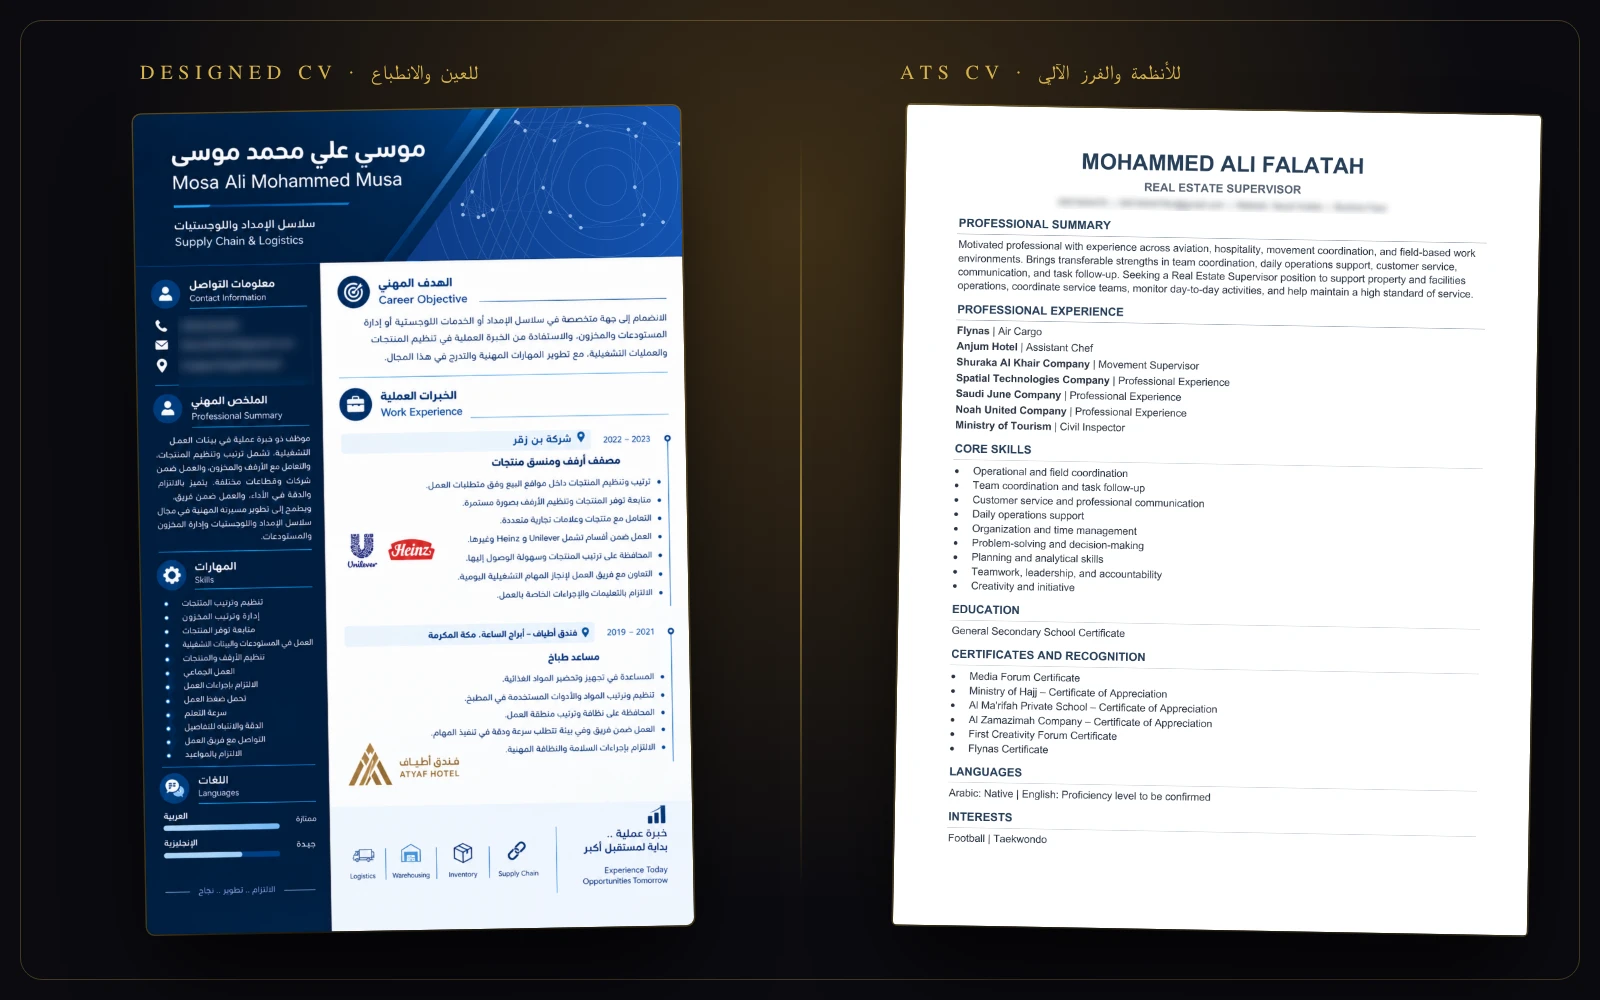 DESIGNED CV · للعين والانطباع
موسي علي محمد موسى
Mosa Ali Mohammed Musa
سلاسل الإمداد واللوجستيات
Supply Chain & Logistics
معلومات التواصل
Contact Information
الملخص المهني
Professional Summary
موظف ذو خبرة عملية في بيئات العمل
التشغيلية، تشمل ترتيب وتنظيم المنتجات،
والتعامل مع الأرفف والمخزون، والعمل ضمن
شركات وقطاعات مختلفة. يتميز بالالتزام
والدقة في الأداء، والعمل ضمن فريق،
ويطمح إلى تطوير مسيرته المهنية في مجال
سلاسل الإمداد واللوجستيات وإدارة المخزون
والمستودعات.
المهارات
Skills
تنظيم وترتيب المنتجات
إدارة وترتيب المخزون
متابعة توفر المنتجات
العمل في المستودعات والبيئات التشغيلية
تنظيم الأرفف والمنتجات
العمل الجماعي
الالتزام بإجراءات العمل
تحمل ضغط العمل
سرعة التعلم
الدقة والانتباه للتفاصيل
التواصل مع فريق العمل
الالتزام بالمواعيد
اللغات
Languages
العربية ممتازة
الإنجليزية جيدة
الالتزام .. تطوير .. نجاح
الهدف المهني
Career Objective
الانضمام إلى جهة متخصصة في سلاسل الإمداد أو الخدمات اللوجستية أو إدارة
المستودعات والمخزون، والاستفادة من الخبرة العملية في تنظيم المنتجات
والعمليات التشغيلية، مع تطوير المهارات المهنية والتدرج في هذا المجال.
الخبرات العملية
Work Experience
2022 – 2023 شركة بن زقر
مصفف أرفف ومنسق منتجات
ترتيب وتنظيم المنتجات داخل مواقع البيع وفق متطلبات العمل.
متابعة توفر المنتجات وتنظيم الأرفف بصورة مستمرة.
التعامل مع منتجات وعلامات تجارية متعددة.
العمل ضمن أقسام تشمل Unilever و Heinz وغيرها.
المحافظة على ترتيب المنتجات وسهولة الوصول إليها.
التعاون مع فريق العمل لإنجاز المهام التشغيلية اليومية.
الالتزام بالتعليمات والإجراءات الخاصة بالعمل.
Unilever
Heinz
2019 – 2021 فندق أطياف – أبراج الساعة، مكة المكرمة
مساعد طباخ
المساعدة في تجهيز وتحضير المواد الغذائية.
تنظيم وترتيب المواد والأدوات المستخدمة في المطبخ.
المحافظة على نظافة وترتيب منطقة العمل.
العمل ضمن فريق وفي بيئة تتطلب سرعة ودقة في تنفيذ المهام.
الالتزام بإجراءات السلامة والنظافة المهنية.
فندق أطياف
ATYAF HOTEL
خبرة عملية ..
بداية لمستقبل أكبر
Experience Today
Opportunities Tomorrow
Logistics
Warehousing
Inventory
Supply Chain
ATS CV · للأنظمة والفرز الآلي
MOHAMMED ALI FALATAH
REAL ESTATE SUPERVISOR
PROFESSIONAL SUMMARY
Motivated professional with experience across aviation, hospitality, movement coordination, and field-based work
environments. Brings transferable strengths in team coordination, daily operations support, customer service,
communication, and task follow-up. Seeking a Real Estate Supervisor position to support property and facilities
operations, coordinate service teams, monitor day-to-day activities, and help maintain a high standard of service.
PROFESSIONAL EXPERIENCE
Flynas | Air Cargo
Anjum Hotel | Assistant Chef
Shuraka Al Khair Company | Movement Supervisor
Spatial Technologies Company | Professional Experience
Saudi June Company | Professional Experience
Noah United Company | Professional Experience
Ministry of Tourism | Civil Inspector
CORE SKILLS
Operational and field coordination
Team coordination and task follow-up
Customer service and professional communication
Daily operations support
Organization and time management
Problem-solving and decision-making
Planning and analytical skills
Teamwork, leadership, and accountability
Creativity and initiative
EDUCATION
General Secondary School Certificate
CERTIFICATES AND RECOGNITION
Media Forum Certificate
Ministry of Hajj – Certificate of Appreciation
Al Ma'rifah Private School – Certificate of Appreciation
Al Zamazimah Company – Certificate of Appreciation
First Creativity Forum Certificate
Flynas Certificate
LANGUAGES
Arabic: Native | English: Proficiency level to be confirmed
INTERESTS
Football | Taekwondo